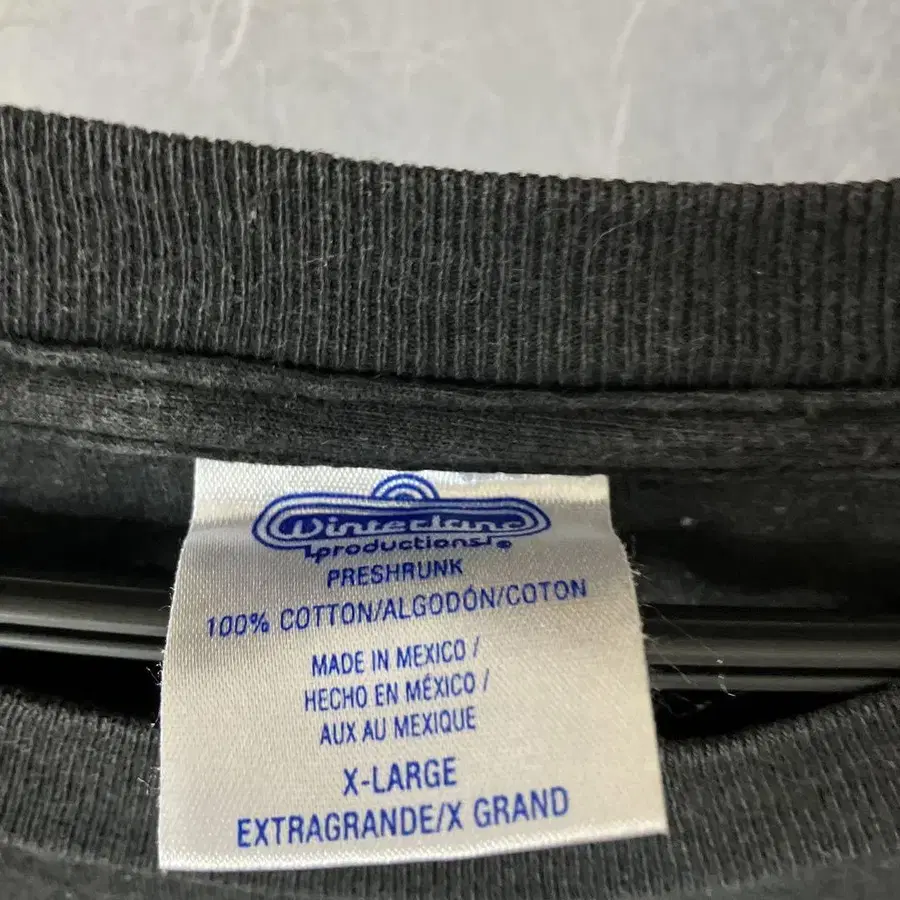 Winterland
productions®
PRESHRUNK
100% COTTON/ALGODÓN/COTON
MADE IN MEXICO /
HECHO EN MÉXICO /
AUX AU MEXIQUE
X-LARGE
EXTRAGRANDE/X GRAND